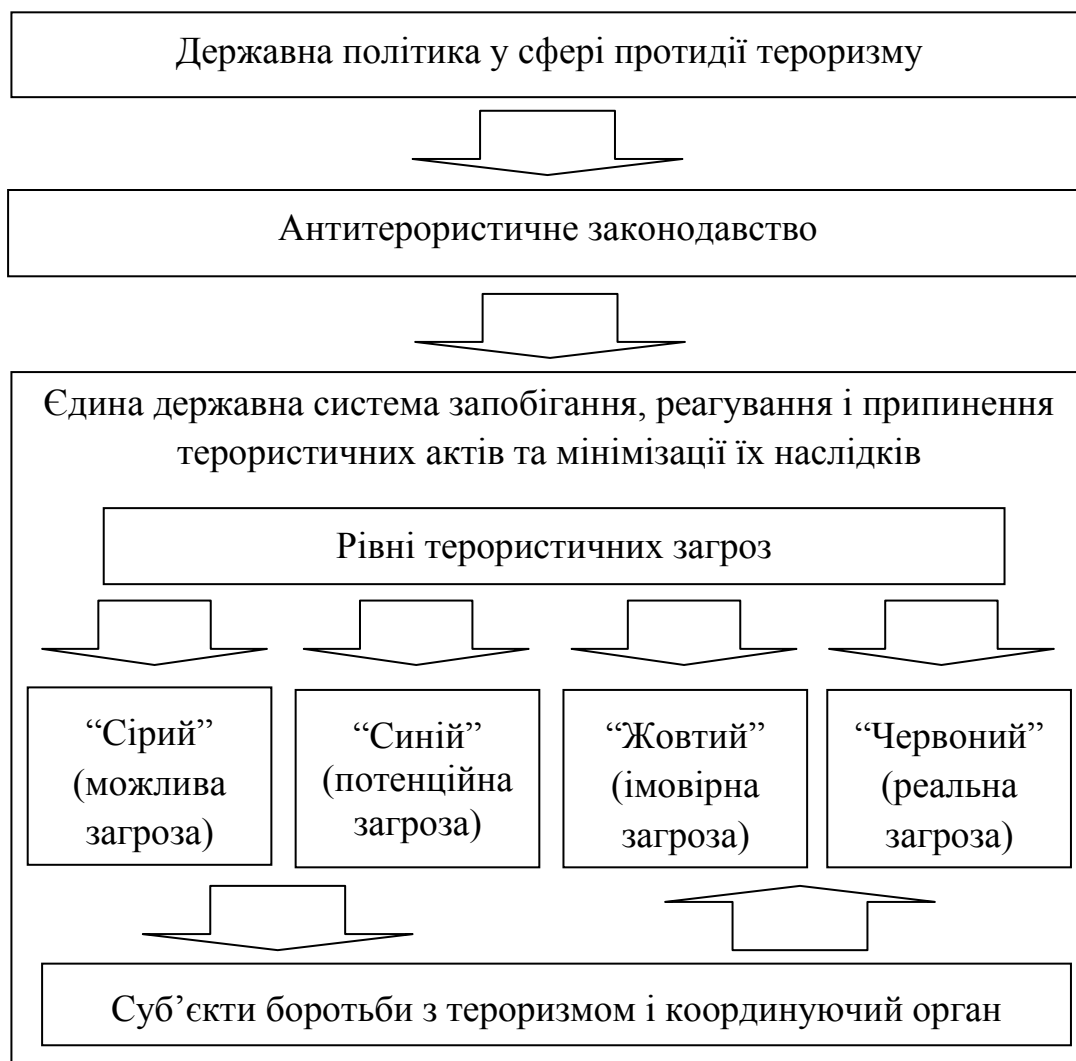 Державна політика у сфері протидії тероризму
Антитерористичне законодавство
Єдина державна система запобігання, реагування і припинення
терористичних актів та мінімізації їх наслідків
Рівні терористичних загроз
“Сірий”
(можлива
загроза)
“Синій”
(потенційна
загроза)
“Жовтий”
(імовірна
загроза)
“Червоний”
(реальна
загроза)
Суб’єкти боротьби з тероризмом і координуючий орган